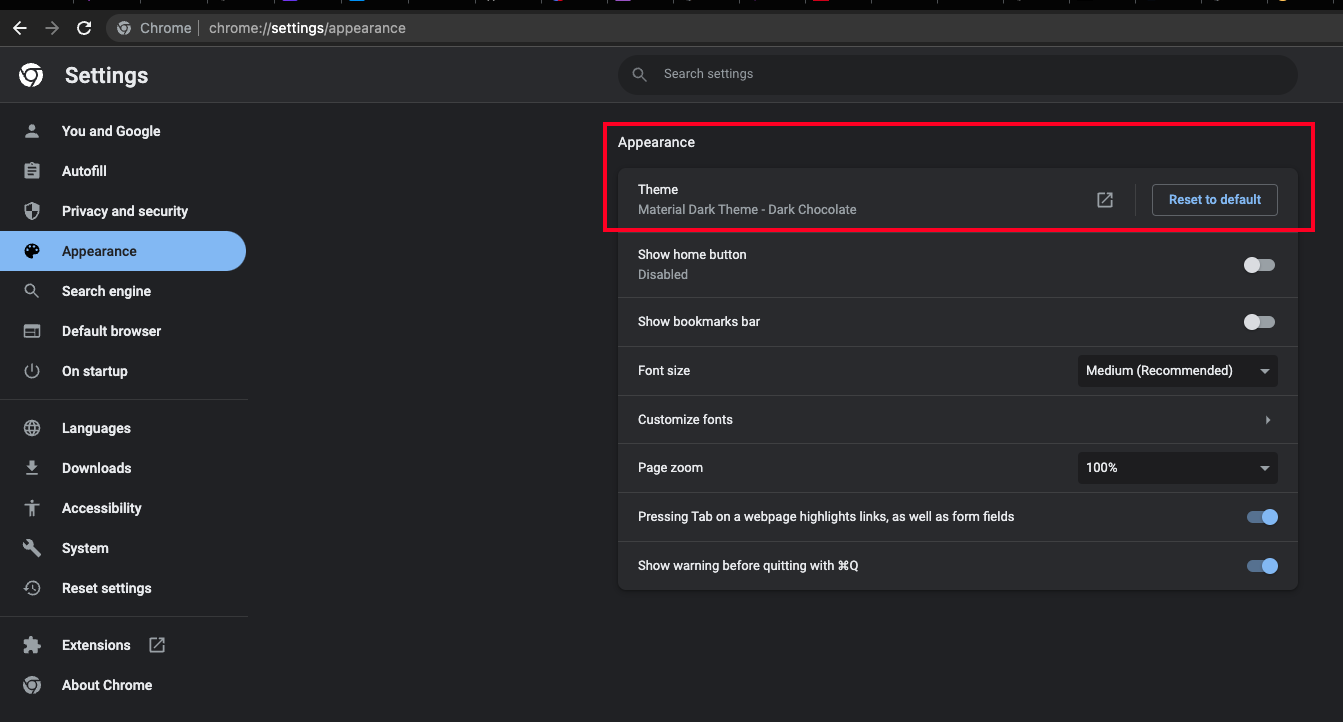 Chrome | chrome://settings/appearance
Settings
Search settings
You and Google
Autofill
Privacy and security
Appearance
Search engine
Default browser
On startup
Languages
Downloads
Accessibility
System
Reset settings
Extensions
About Chrome
Appearance
Theme
Material Dark Theme - Dark Chocolate
Reset to default
Show home button
Disabled
Show bookmarks bar
Font size
Medium (Recommended)
Customize fonts
Page zoom
100%
Pressing Tab on a webpage highlights links, as well as form fields
Show warning before quitting with ⌘Q